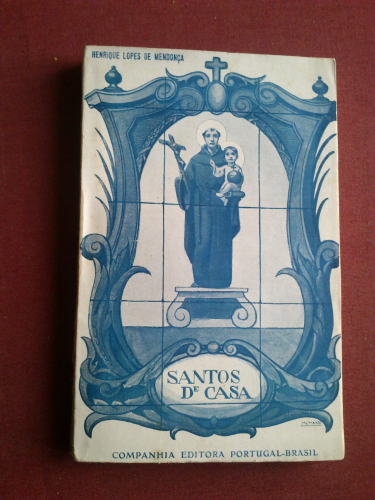 HENRIQUE LOPES DE MENDONÇA
SANTOS
DE CASA
COMPANHIA EDITORA PORTUGAL-BRASIL